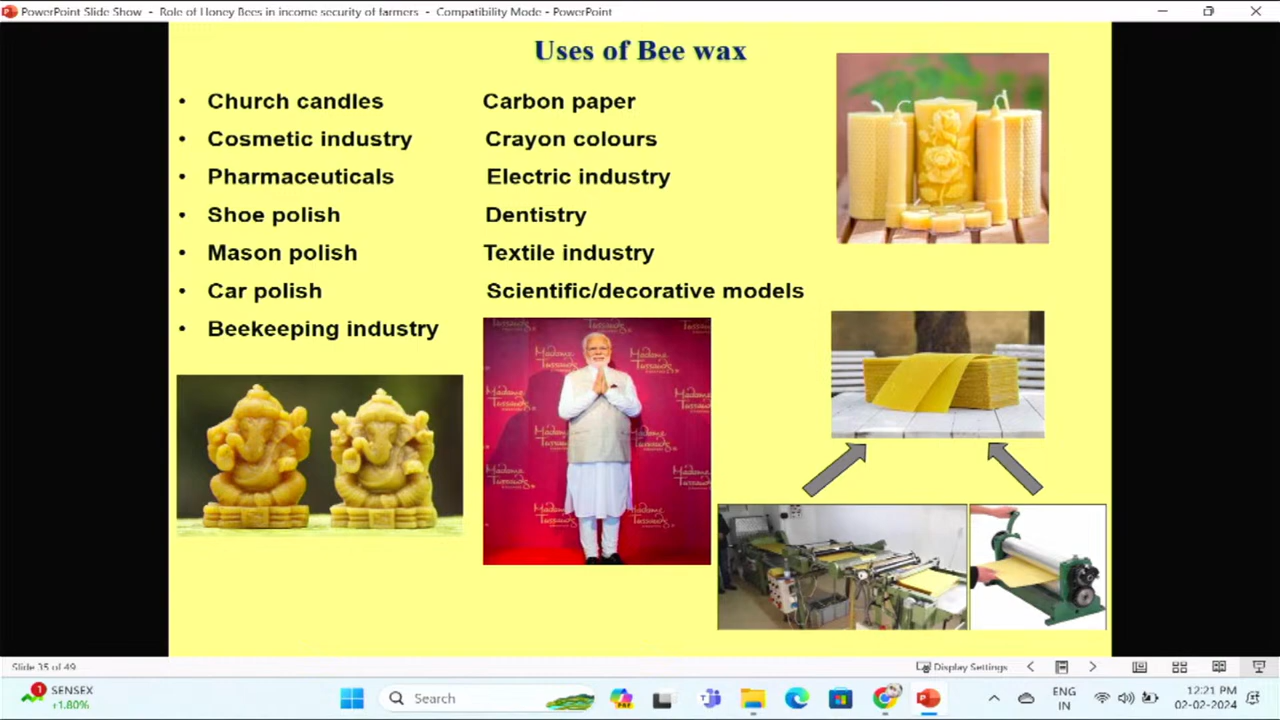 PowerPoint Slide Show - Role of Honey Bees in income security of farmers - Compatibility Mode - PowerPoint
Uses of Bee wax
• Church candles Carbon paper
• Cosmetic industry Crayon colours
• Pharmaceuticals Electric industry
• Shoe polish Dentistry
• Mason polish Textile industry
• Car polish Scientific/decorative models
• Beekeeping industry
Madame
Tussauds
Slide 35 of 49
Display Settings
1
SENSEX
+1.80%
Search
PRE
ENG
IN
12:21 PM
02-02-2024